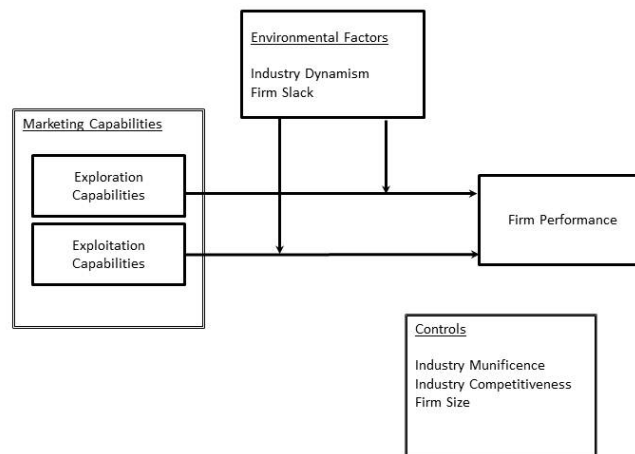 Environmental Factors
Industry Dynamism
Firm Slack
Marketing Capabilities
Exploration
Capabilities
Exploitation
Capabilities
Firm Performance
Controls
Industry Munificence
Industry Competitiveness
Firm Size